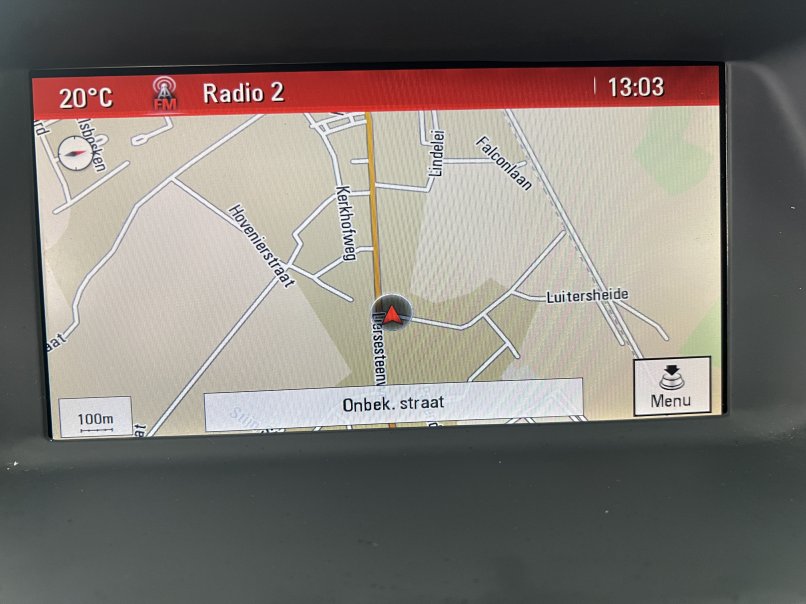 20°C
FM
Radio 2
13:03
Lindelei
Falconlaan
Kerkhofweg
Hovenierstraat
Luitersheide
100m
Onbek. straat
Menu